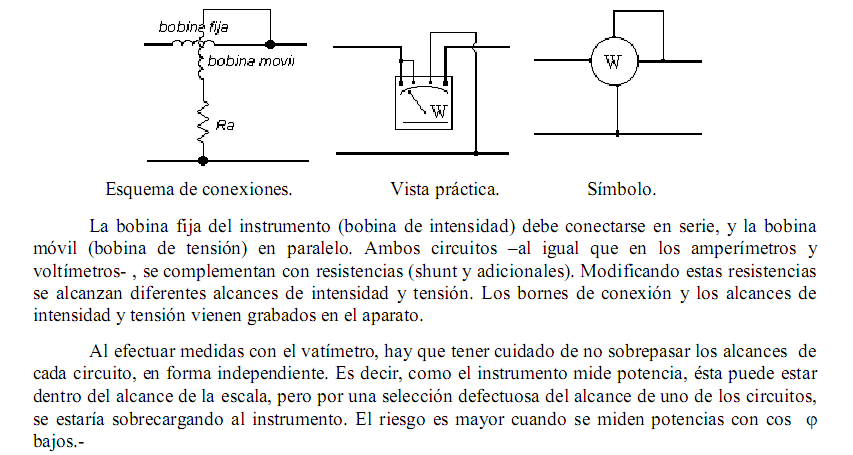 bobina fija
bobina movil
Ra
W
W
Esquema de conexiones. Vista práctica. Símbolo.
La bobina fija del instrumento (bobina de intensidad) debe conectarse en serie, y la bobina
móvil (bobina de tensión) en paralelo. Ambos circuitos –al igual que en los amperímetros y
voltímetros- , se complementan con resistencias (shunt y adicionales). Modificando estas resistencias
se alcanzan diferentes alcances de intensidad y tensión. Los bornes de conexión y los alcances de
intensidad y tensión vienen grabados en el aparato.
Al efectuar medidas con el vatímetro, hay que tener cuidado de no sobrepasar los alcances de
cada circuito, en forma independiente. Es decir, como el instrumento mide potencia, ésta puede estar
dentro del alcance de la escala, pero por una selección defectuosa del alcance de uno de los circuitos,
se estaría sobrecargando al instrumento. El riesgo es mayor cuando se miden potencias con cos φ
bajos.-